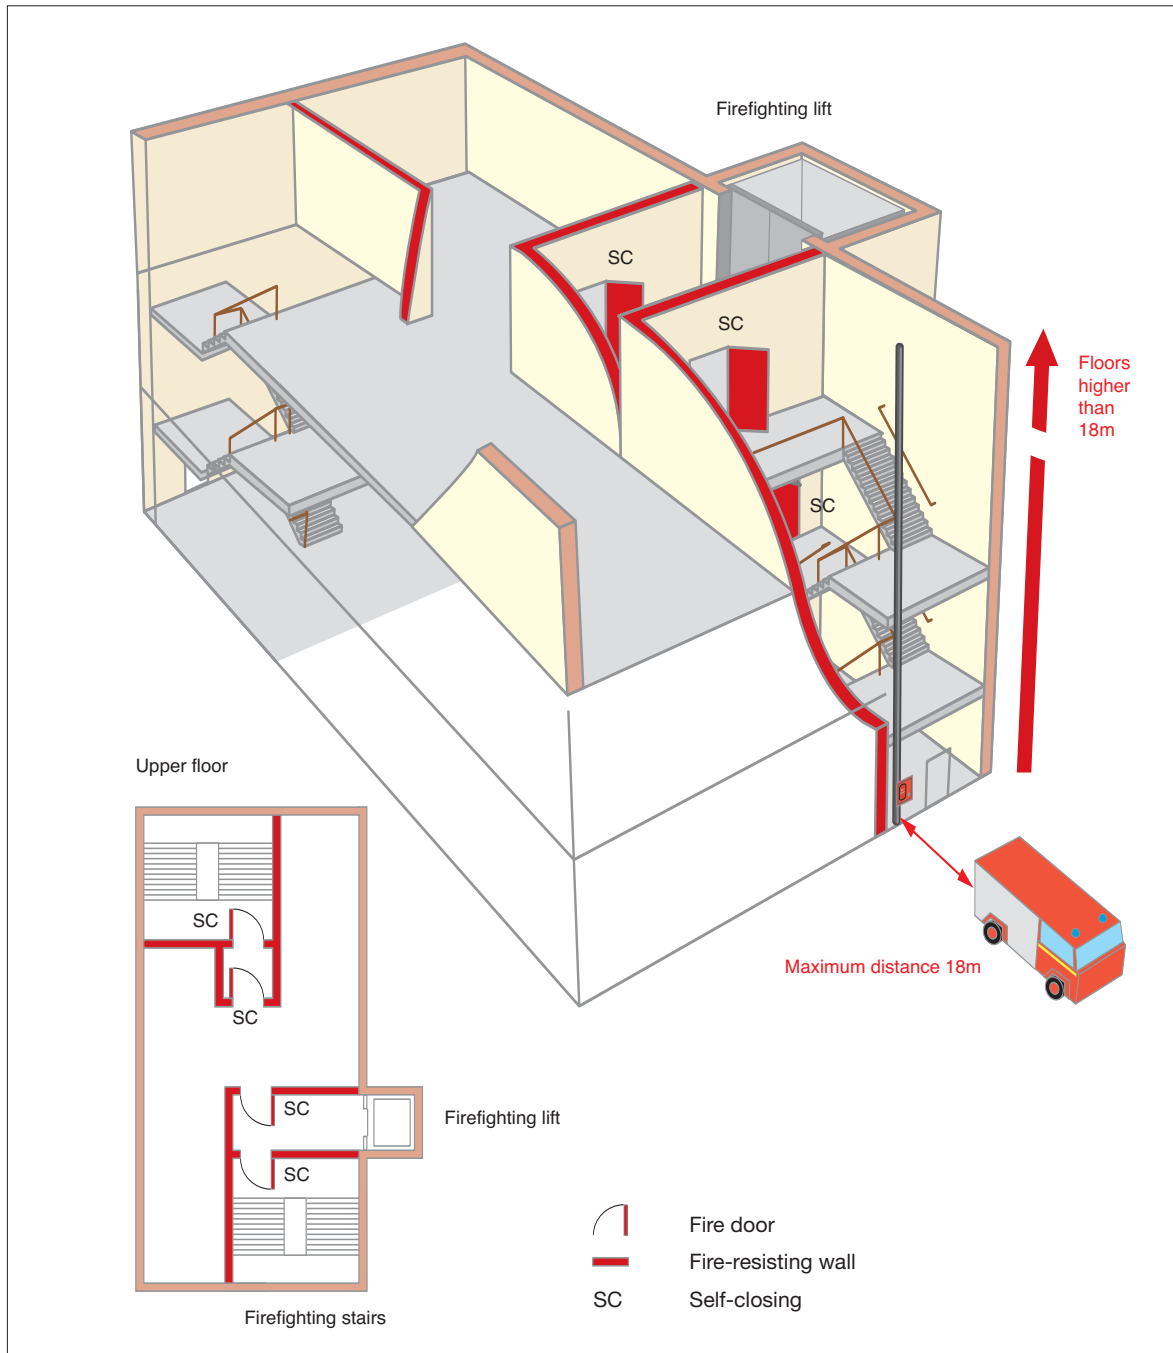 Firefighting lift
SC
SC
Floors
higher
than
18m
SC
Upper floor
Maximum distance 18m
SC
SC
SC
Firefighting lift
SC
Fire door
Fire-resisting wall
SC Self-closing
Firefighting stairs